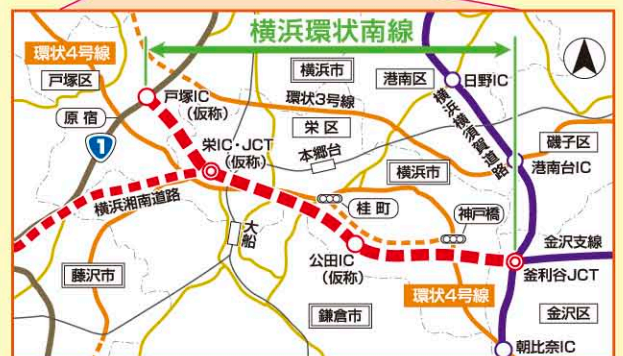 横浜環状南線
環状4号線
戸塚区
横浜市
港南区
日野IC
戸塚IC
(仮称)
環状3号線
横浜横須賀道路
原宿
1
栄区
磯子区
栄IC・JCT
(仮称)
本郷台
横浜市
港南台IC
横浜湘南道路
桂町
神戸橋
大船
金沢支線
公田IC
(仮称)
釜利谷JCT
藤沢市
環状4号線
鎌倉市
金沢区
朝比奈IC